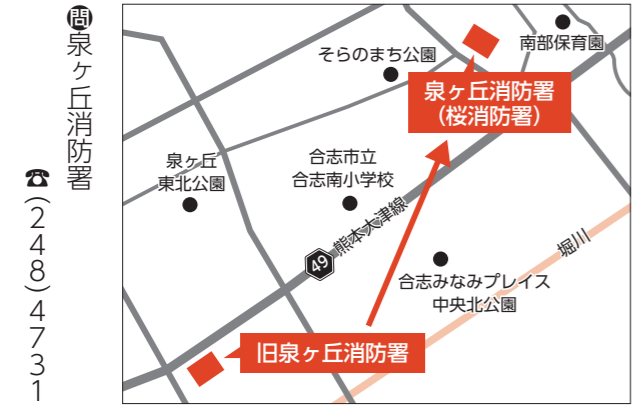 問泉ヶ丘消防署
☎(248)4731
南部保育園
そらのまち公園
泉ヶ丘消防署
(桜消防署)
泉ヶ丘
東北公園
合志市立
合志南小学校
熊本大津線
49
堀川
合志みなみプレイス
中央北公園
旧泉ヶ丘消防署